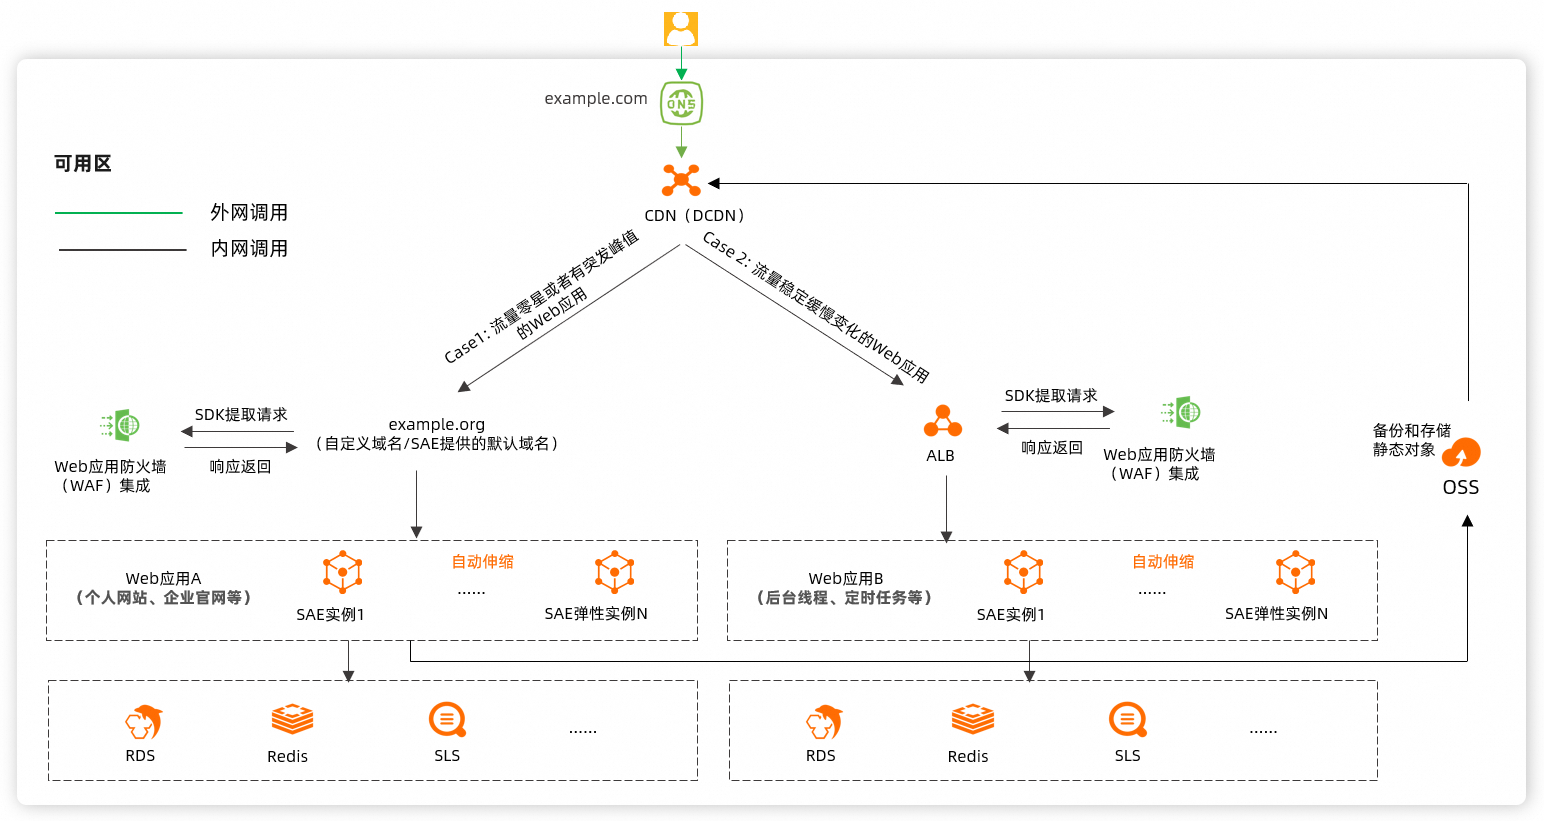 example.com
ONS
可用区
外网调用
内网调用
CDN（DCDN）
Case1: 流量零星或者有突发峰值
的Web应用
Case 2: 流量稳定缓慢变化的Web应用
SDK提取请求
响应返回
Web应用防火墙
（WAF）集成
example.org
（自定义域名/SAE提供的默认域名）
ALB
SDK提取请求
响应返回
Web应用防火墙
（WAF）集成
备份和存储
静态对象
OSS
Web应用A
（个人网站、企业官网等）
SAE实例1
自动伸缩
......
SAE弹性实例N
Web应用B
（后台线程、定时任务等）
SAE实例1
自动伸缩
......
SAE弹性实例N
RDS
Redis
SLS
......
RDS
Redis
SLS
......